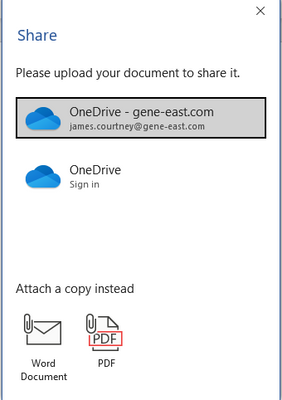 Share
Please upload your document to share it.
OneDrive - gene-east.com
james.courtney@gene-east.com
OneDrive
Sign in
Attach a copy instead
PDF
Word
Document
PDF